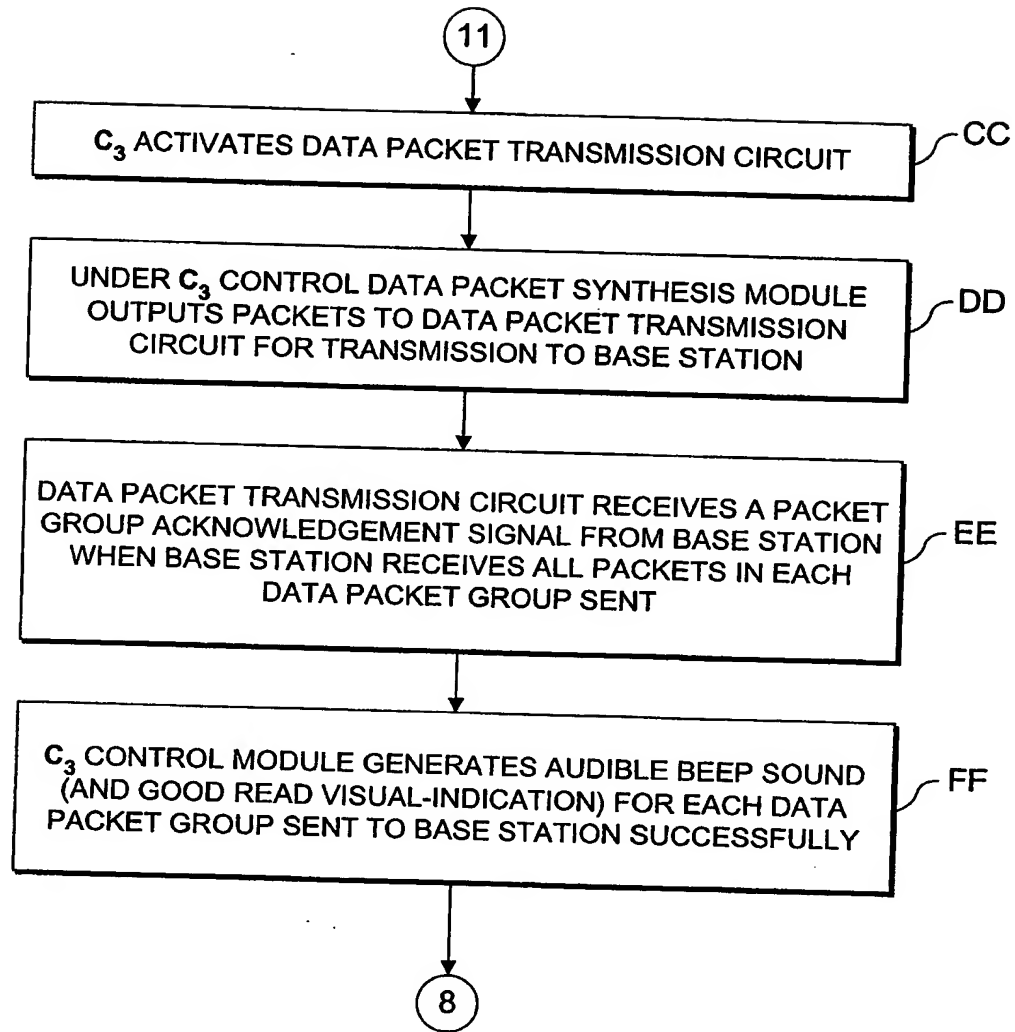 11
C3 ACTIVATES DATA PACKET TRANSMISSION CIRCUIT
CC
UNDER C3 CONTROL DATA PACKET SYNTHESIS MODULE
OUTPUTS PACKETS TO DATA PACKET TRANSMISSION
CIRCUIT FOR TRANSMISSION TO BASE STATION
DD
DATA PACKET TRANSMISSION CIRCUIT RECEIVES A PACKET
GROUP ACKNOWLEDGEMENT SIGNAL FROM BASE STATION
WHEN BASE STATION RECEIVES ALL PACKETS IN EACH
DATA PACKET GROUP SENT
EE
C3 CONTROL MODULE GENERATES AUDIBLE BEEP SOUND
(AND GOOD READ VISUAL-INDICATION) FOR EACH DATA
PACKET GROUP SENT TO BASE STATION SUCCESSFULLY
FF
8